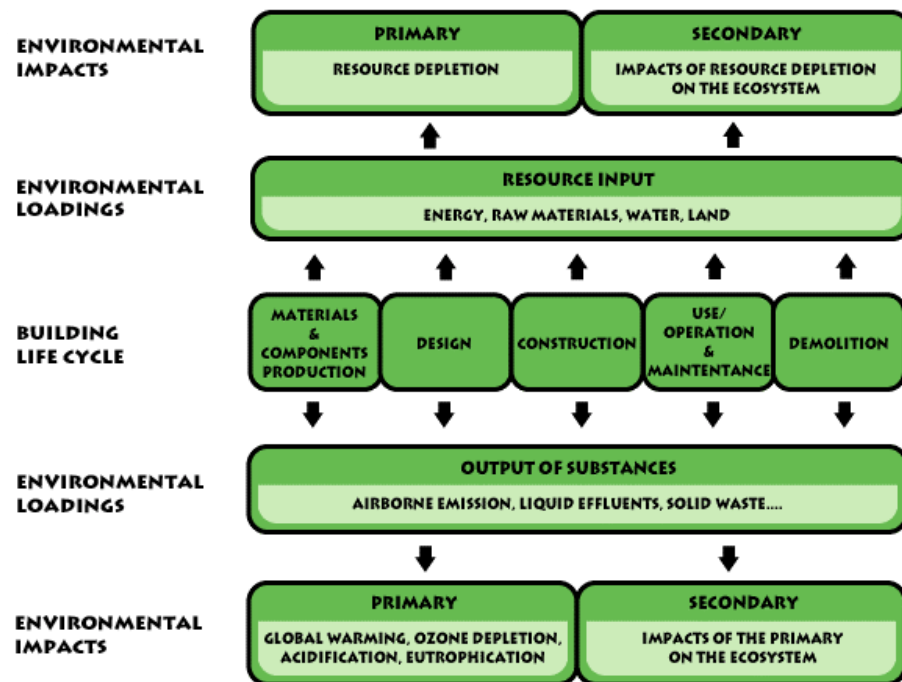 ENVIRONMENTAL
IMPACTS
PRIMARY
RESOURCE DEPLETION
SECONDARY
IMPACTS OF RESOURCE DEPLETION
ON THE ECOSYSTEM
ENVIRONMENTAL
LOADINGS
RESOURCE INPUT
ENERGY, RAW MATERIALS, WATER, LAND
BUILDING
LIFE CYCLE
MATERIALS
&
COMPONENTS
PRODUCTION
DESIGN
CONSTRUCTION
USE/
OPERATION
&
MAINTENTANCE
DEMOLITION
ENVIRONMENTAL
LOADINGS
OUTPUT OF SUBSTANCES
AIRBORNE EMISSION, LIQUID EFFLUENTS, SOLID WASTE....
ENVIRONMENTAL
IMPACTS
PRIMARY
GLOBAL WARMING, OZONE DEPLETION,
ACIDIFICATION, EUTROPHICATION
SECONDARY
IMPACTS OF THE PRIMARY
ON THE ECOSYSTEM